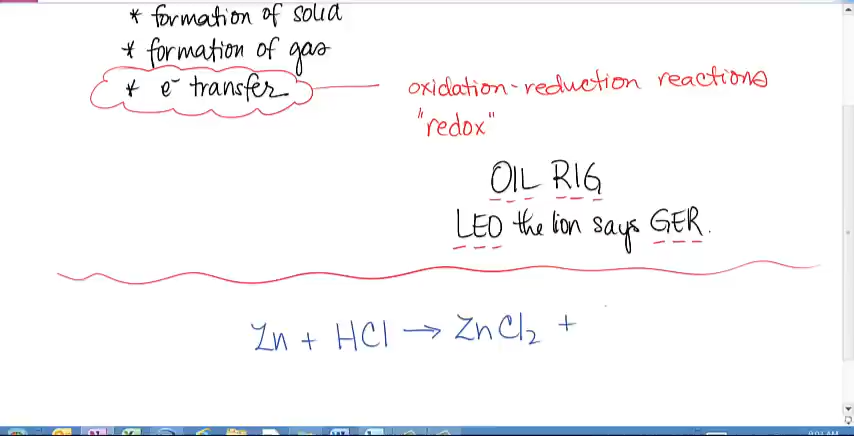 * formation of solid
* formation of gas
* e⁻ transfer
oxidation-reduction reactions
"redox"
OIL RIG
LEO the lion says GER.
Zn + HCl → ZnCl₂ +